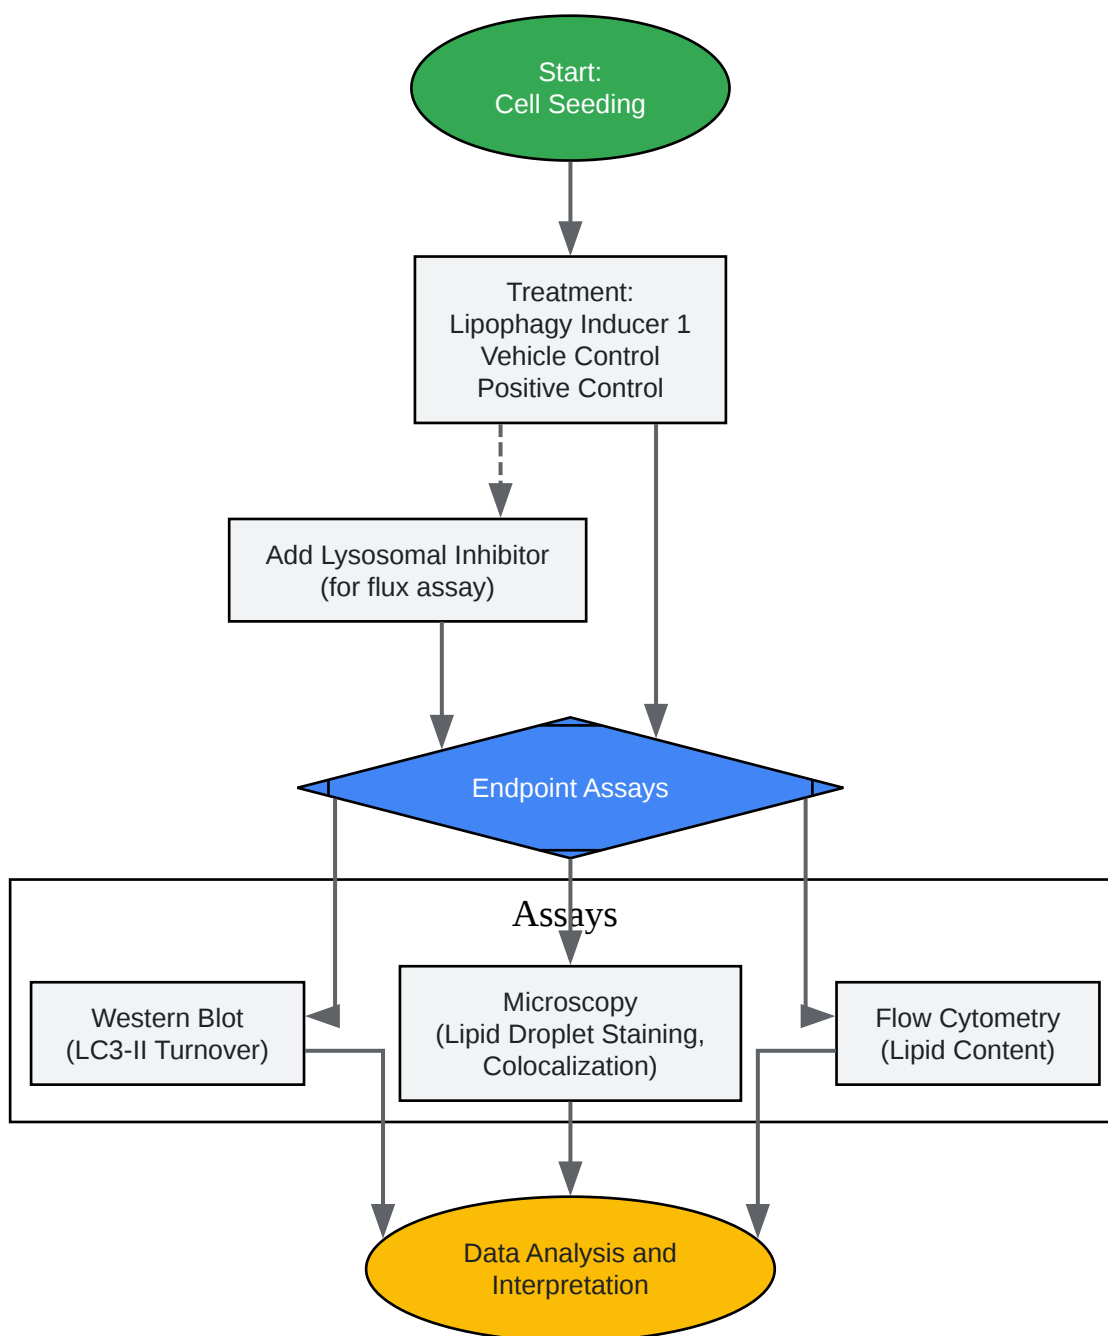 Start:
Cell Seeding
Treatment:
Lipophagy Inducer 1
Vehicle Control
Positive Control
Add Lysosomal Inhibitor
(for flux assay)
Endpoint Assays
Assays
Western Blot
(LC3-II Turnover)
Microscopy
(Lipid Droplet Staining,
Colocalization)
Flow Cytometry
(Lipid Content)
Data Analysis and
Interpretation